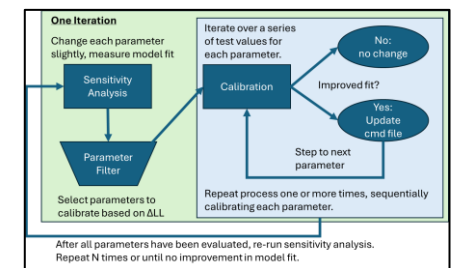 One Iteration
Change each parameter
slightly, measure model fit
Sensitivity
Analysis
Parameter
Filter
Select parameters to
calibrate based on ΔLL
Iterate over a series
of test values for
each parameter.
Calibration
No:
no change
Improved fit?
Yes:
Update
cmd file
Step to next
parameter
Repeat process one or more times, sequentially
calibrating each parameter.
After all parameters have been evaluated, re-run sensitivity analysis.
Repeat N times or until no improvement in model fit.